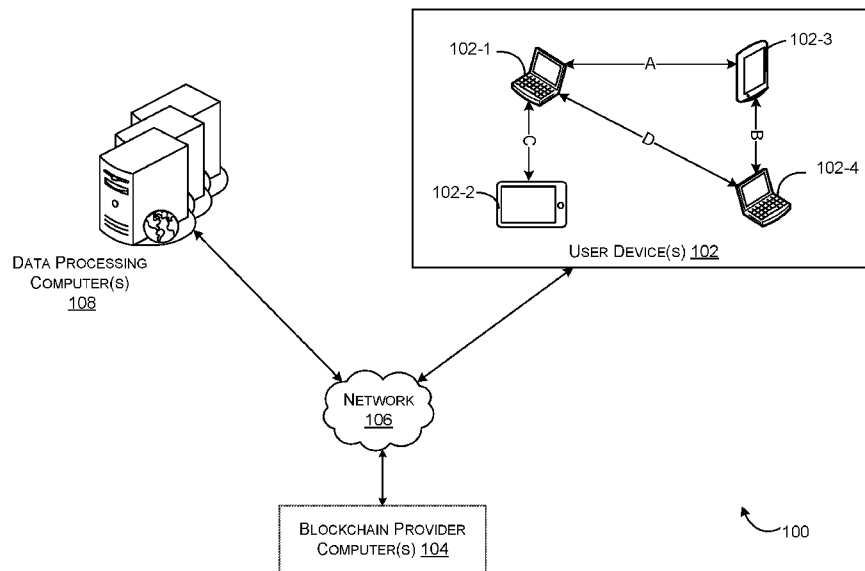 102-1
A
102-3
C
D
B
102-2
102-4
USER DEVICE(S) 102
DATA PROCESSING
COMPUTER(S)
108
NETWORK
106
BLOCKCHAIN PROVIDER
COMPUTER(S) 104
100